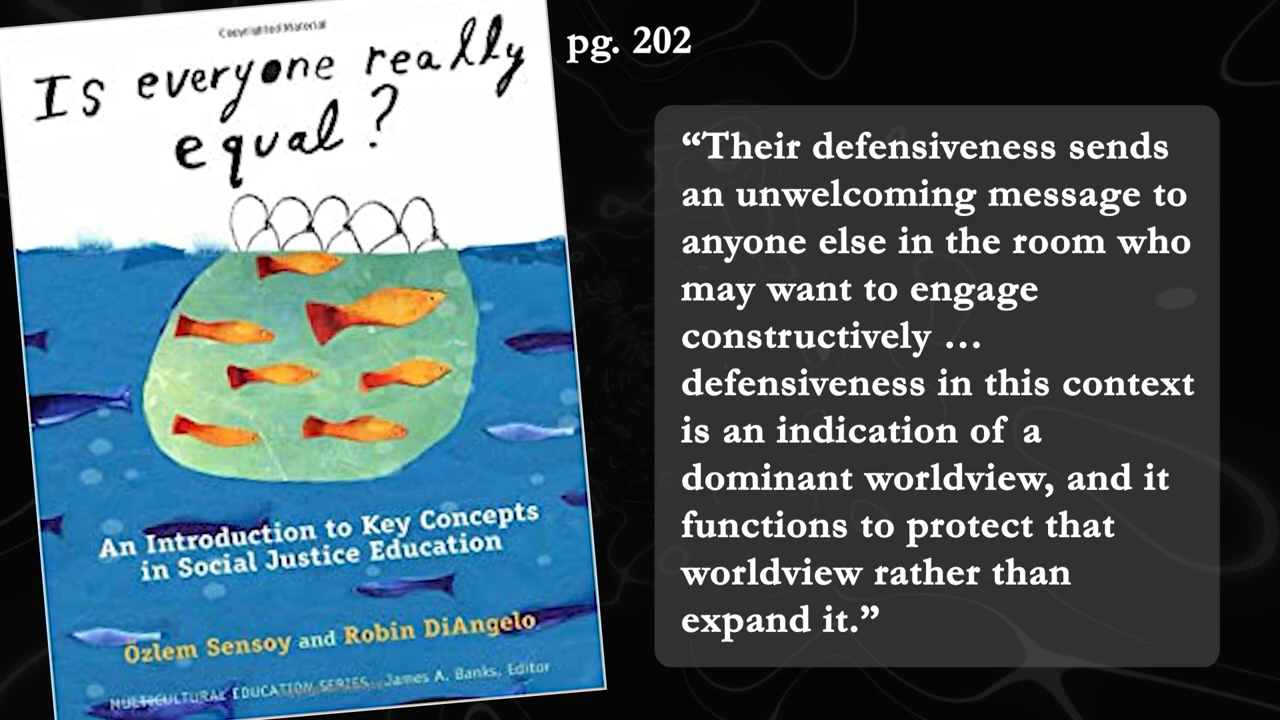 Copyrighted Material
Is everyone really
equal?
An Introduction to Key Concepts
in Social Justice Education
Özlem Sensoy and Robin DiAngelo
MULTICULTURAL EDUCATION SERIES James A. Banks, Editor
pg. 202
“Their defensiveness sends
an unwelcoming message to
anyone else in the room who
may want to engage
constructively ...
defensiveness in this context
is an indication of a
dominant worldview, and it
functions to protect that
worldview rather than
expand it.”